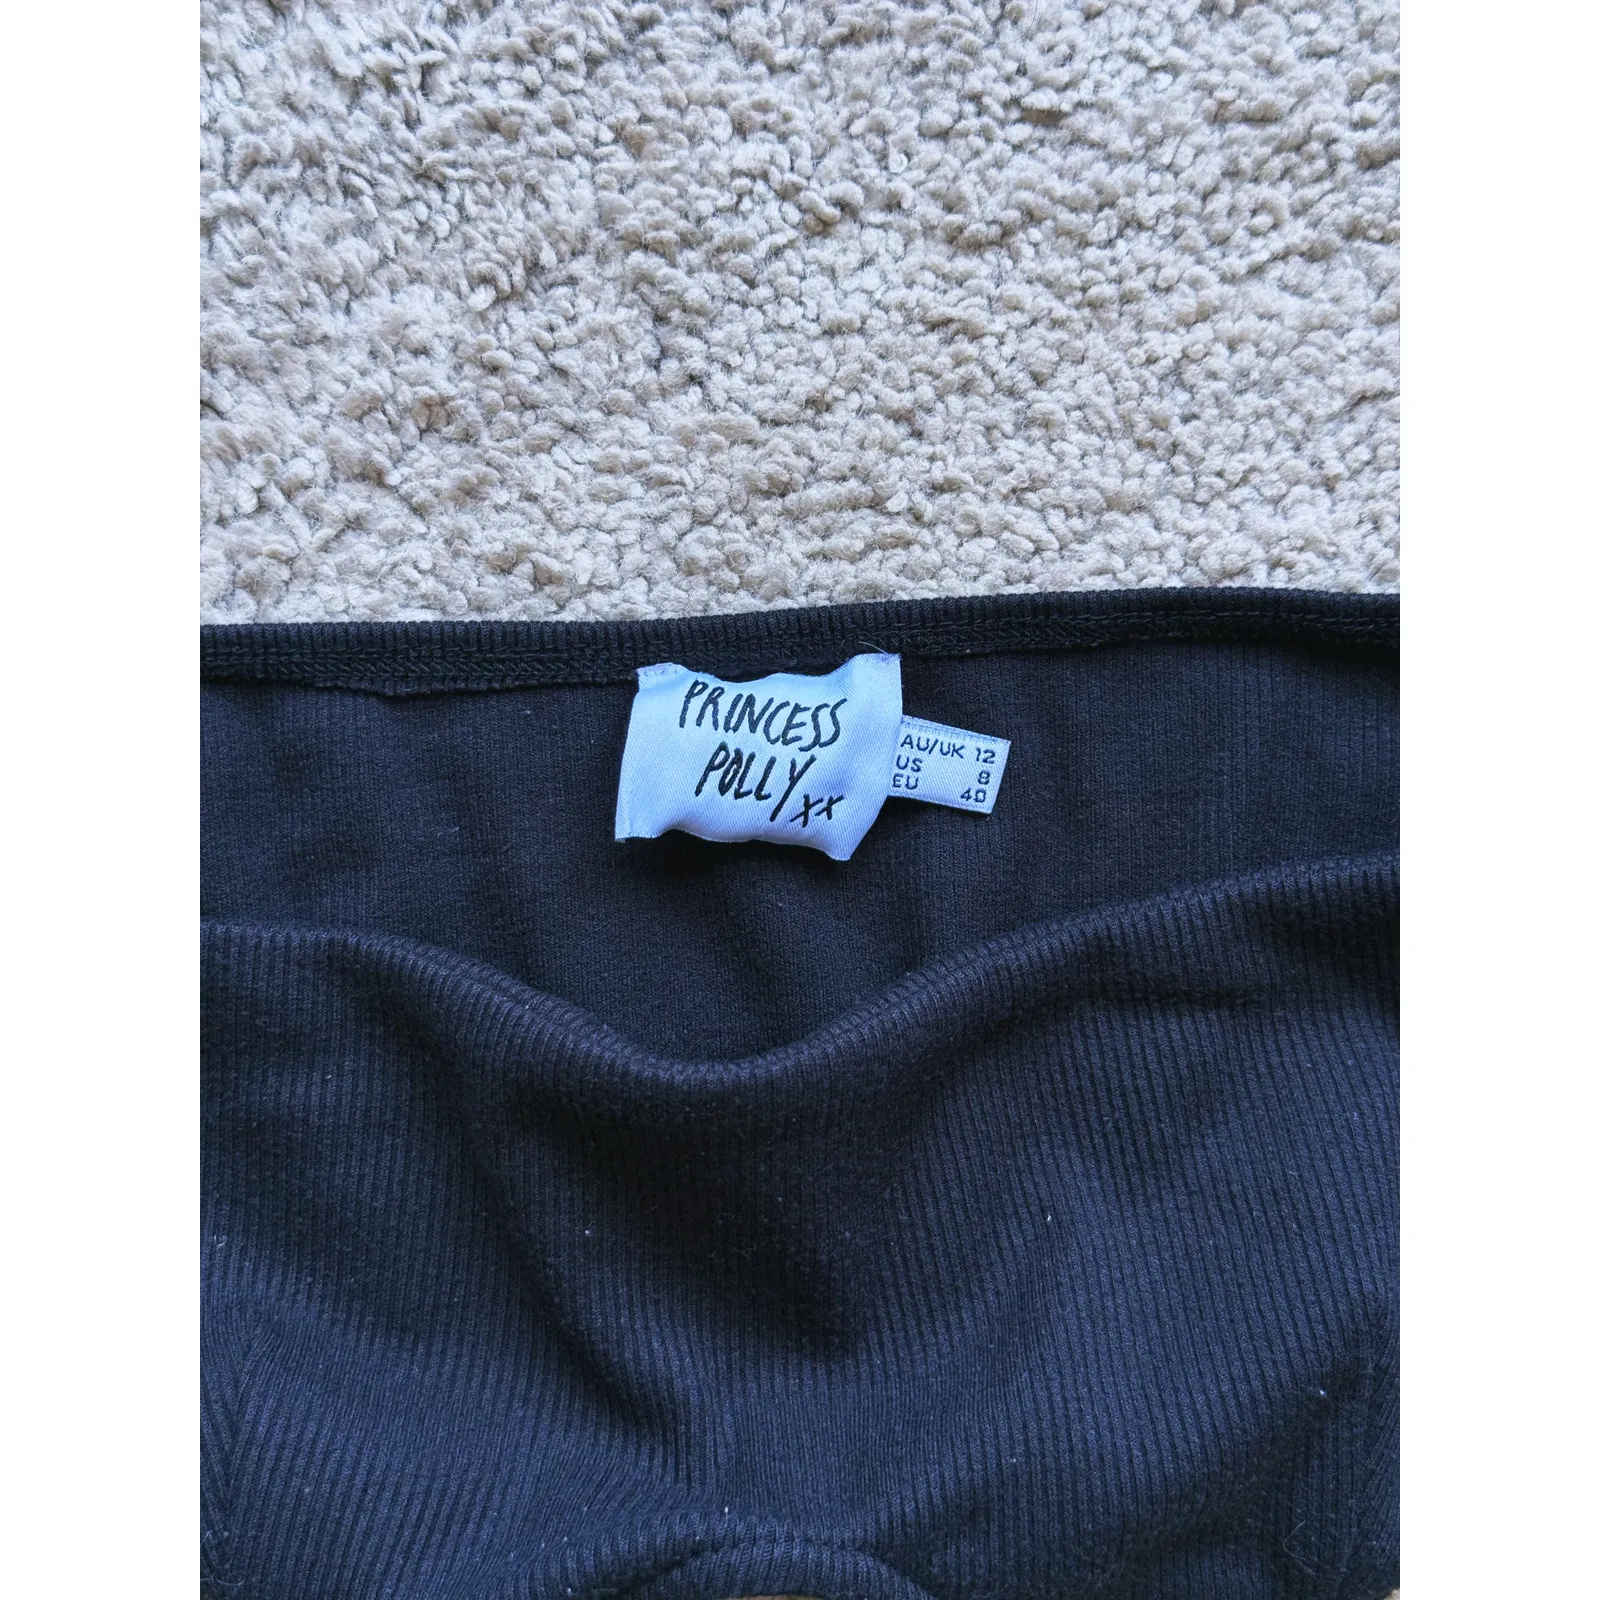 PRINCESS
POLLY xx
AU/UK 12
US 8
EU 40